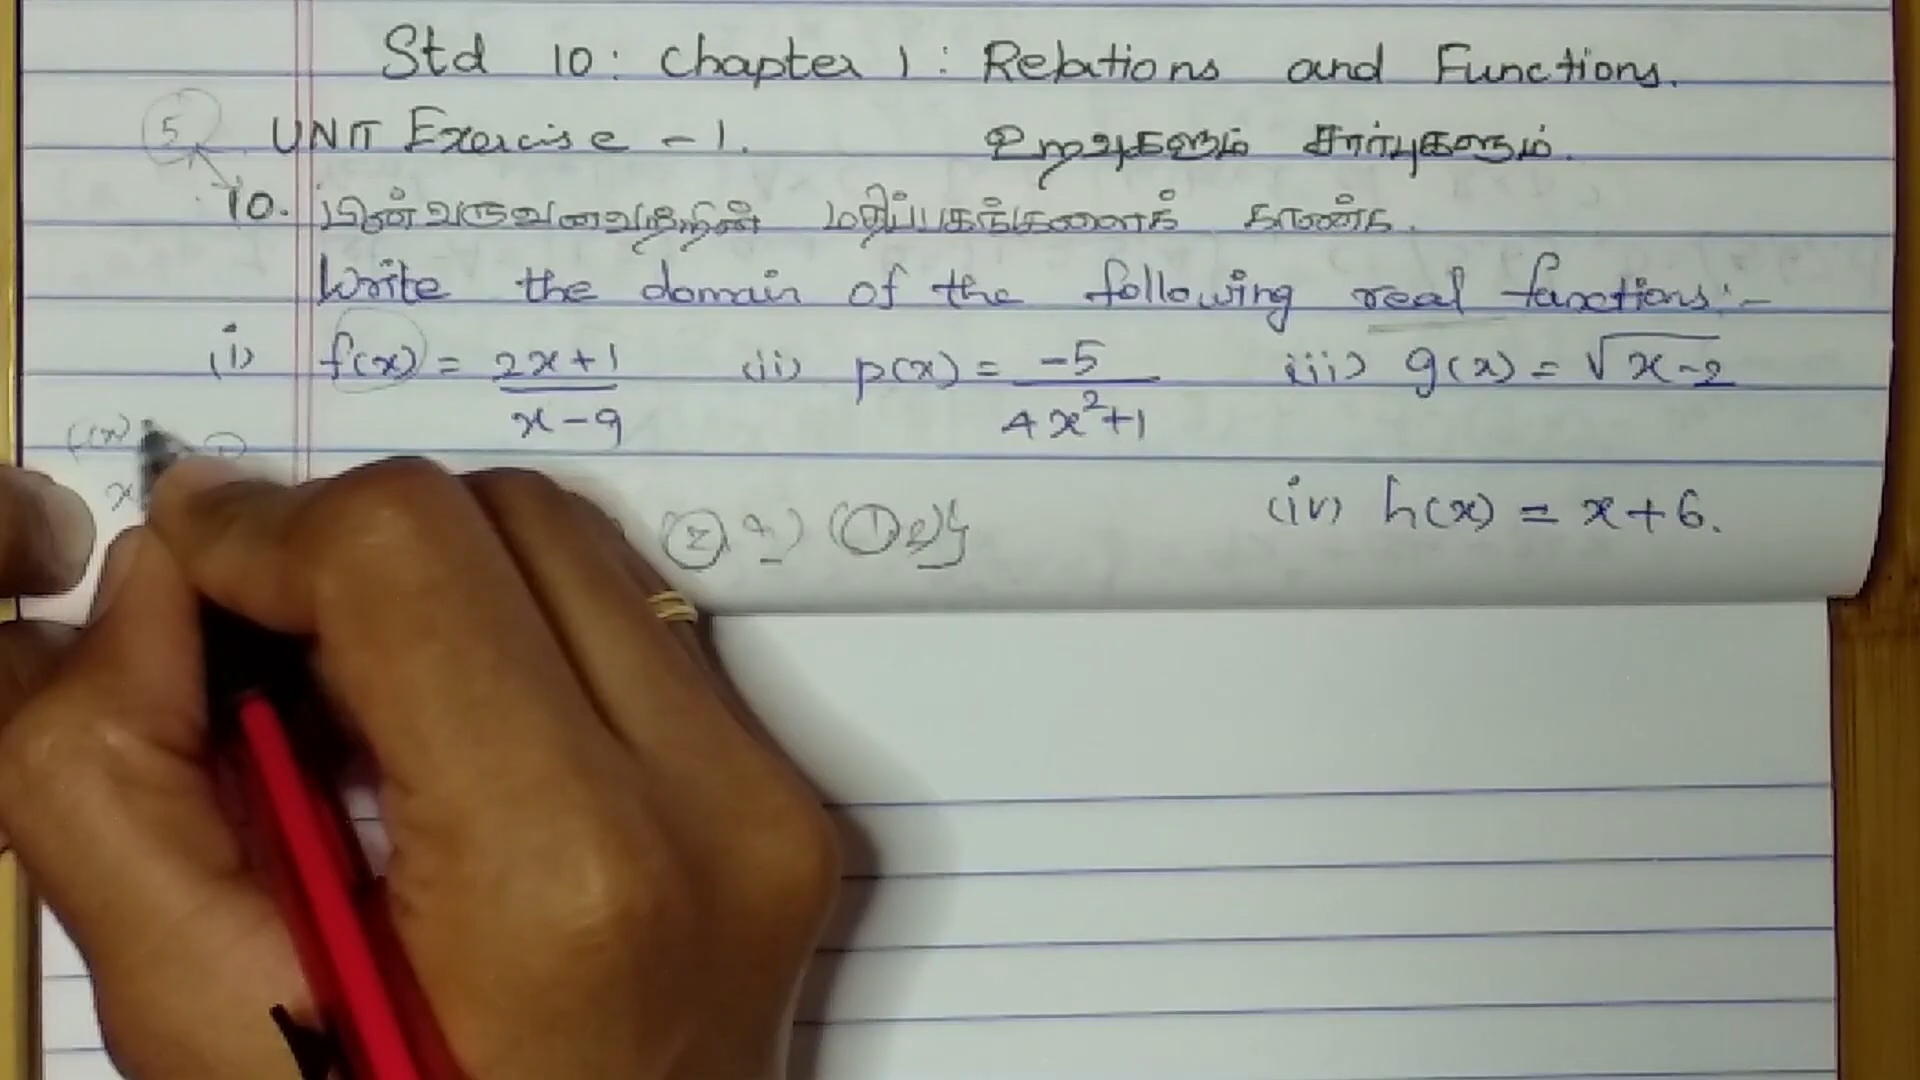 Std 10: Chapter 1: Relations and Functions.
5 UNIT Exercise - 1. உறவுகளும் சார்புகளும்.
10. பின்வருவனவற்றின் மதிப்பகங்களைக் காண்க.
Write the domain of the following real functions:-
(i) f(x) = 2x+1 / x-9 (ii) p(x) = -5 / 4x²+1 (iii) g(x) = √x-2
(iv) h(x) = x+6.